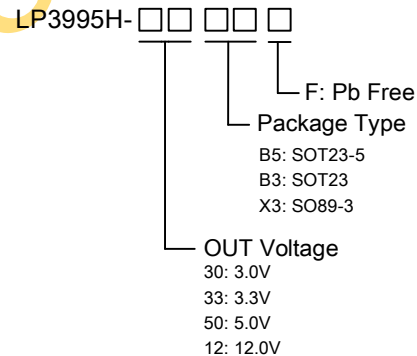 LP3995H- □□ □□ □
F: Pb Free
Package Type
B5: SOT23-5
B3: SOT23
X3: SO89-3
OUT Voltage
30: 3.0V
33: 3.3V
50: 5.0V
12: 12.0V